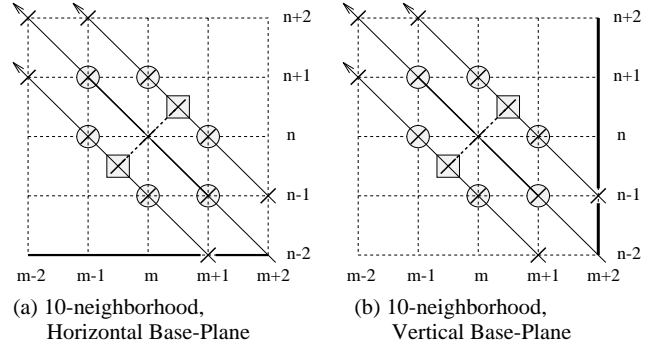 n+2
n+1
n
n-1
n-2
m-2 m-1 m m+1 m+2
(a) 10-neighborhood,
Horizontal Base-Plane
n+2
n+1
n
n-1
n-2
m-2 m-1 m m+1 m+2
(b) 10-neighborhood,
Vertical Base-Plane